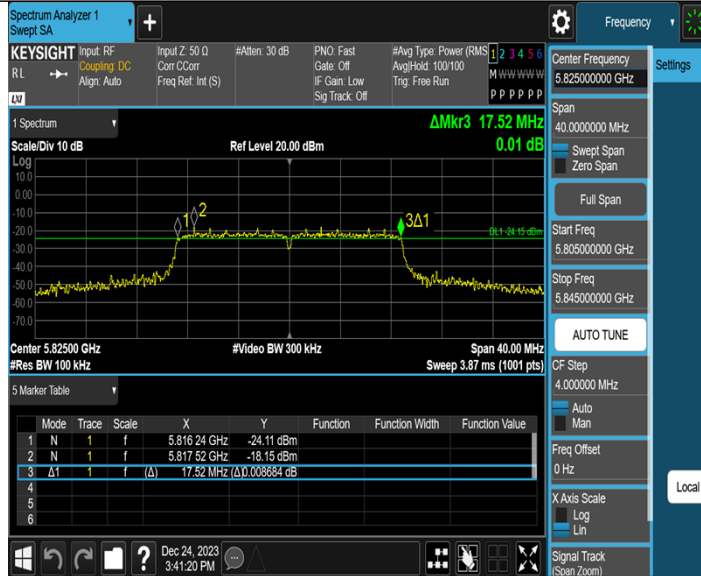 Spectrum Analyzer 1
Swept SA
+
Frequency
KEYSIGHT
RL
LXI
Input: RF
Coupling: DC
Align: Auto
Input Z: 50 Ω
Corr CCorr
Freq Ref: Int (S)
#Atten: 30 dB
PNO: Fast
Gate: Off
IF Gain: Low
Sig Track: Off
#Avg Type: Power (RMS
Avg|Hold: 100/100
Trig: Free Run
1 2 3 4 5 6
M W W W W W
P P P P P P
1 Spectrum
ΔMkr3 17.52 MHz
0.01 dB
Scale/Div 10 dB
Ref Level 20.00 dBm
Log
10.0
0.00
-10.0
-20.0
-30.0
-40.0
-50.0
-60.0
-70.0
1
2
3Δ1
DL1 -24.15 dBm
Center 5.82500 GHz
#Video BW 300 kHz
Span 40.00 MHz
#Res BW 100 kHz
Sweep 3.87 ms (1001 pts)
5 Marker Table
Mode Trace Scale X Y Function Function Width Function Value
1 N 1 f 5.816 24 GHz -24.11 dBm
2 N 1 f 5.817 52 GHz -18.15 dBm
3 Δ1 1 f (Δ) 17.52 MHz (Δ) 0.008684 dB
4
5
6
?
Dec 24, 2023
3:41:20 PM
Center Frequency
5.825000000 GHz
Settings
Span
40.0000000 MHz
Swept Span
Zero Span
Full Span
Start Freq
5.805000000 GHz
Stop Freq
5.845000000 GHz
AUTO TUNE
CF Step
4.000000 MHz
Auto
Man
Freq Offset
0 Hz
Local
X Axis Scale
Log
Lin
Signal Track
(Span Zoom)